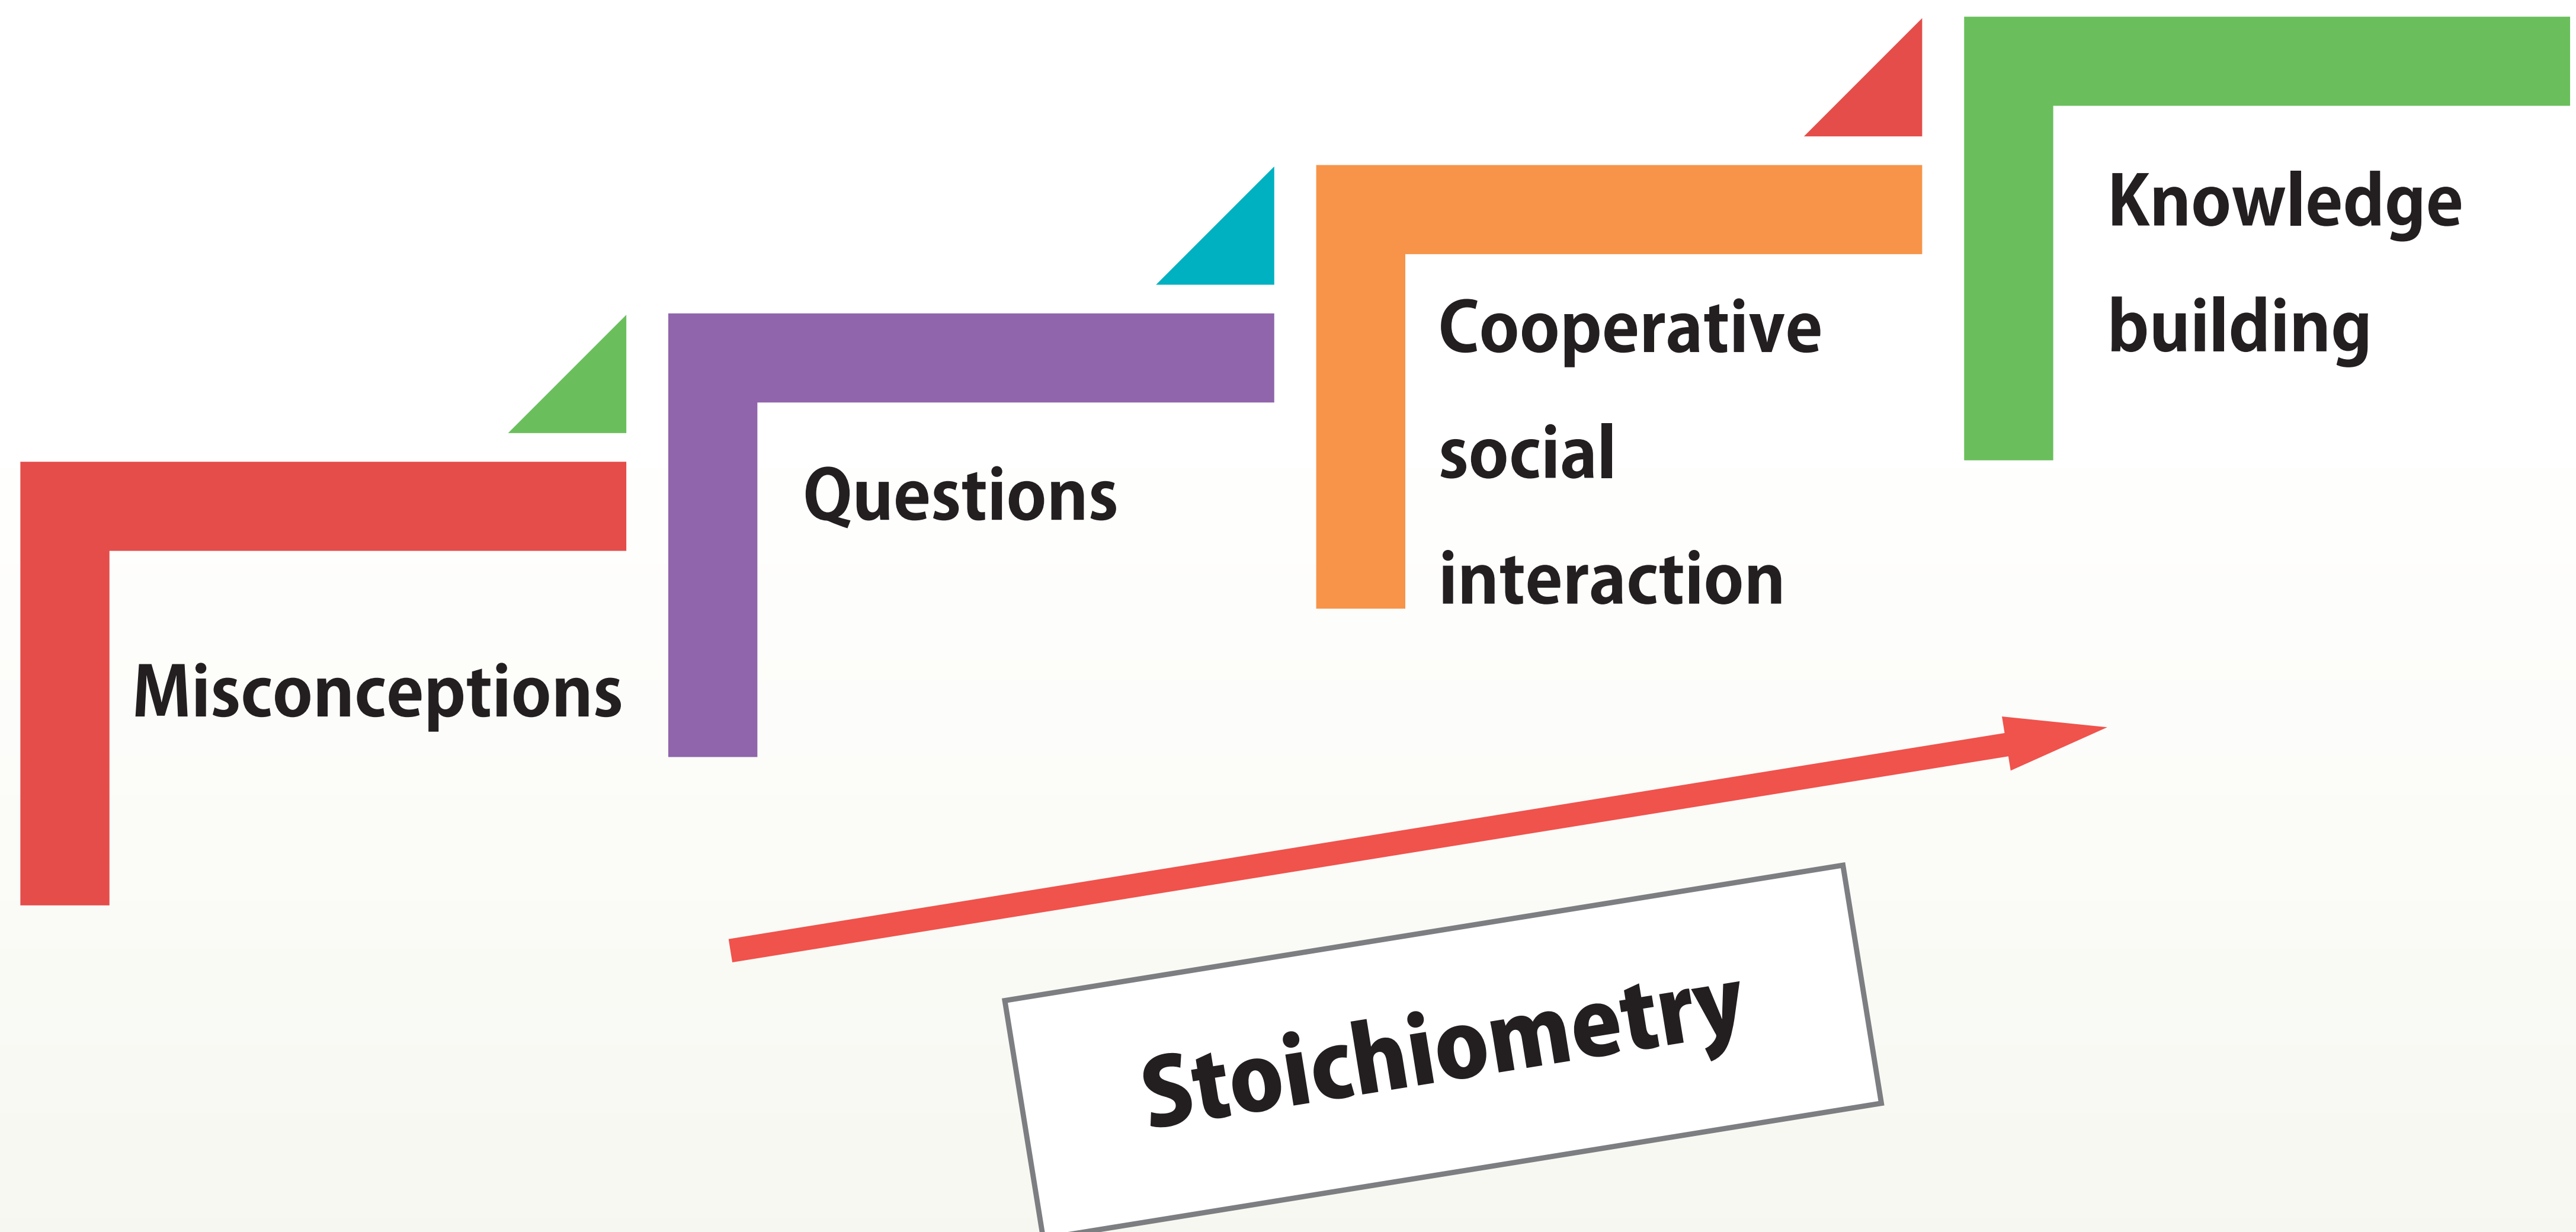 Misconceptions
Questions
Cooperative
social
interaction
Knowledge
building
Stoichiometry